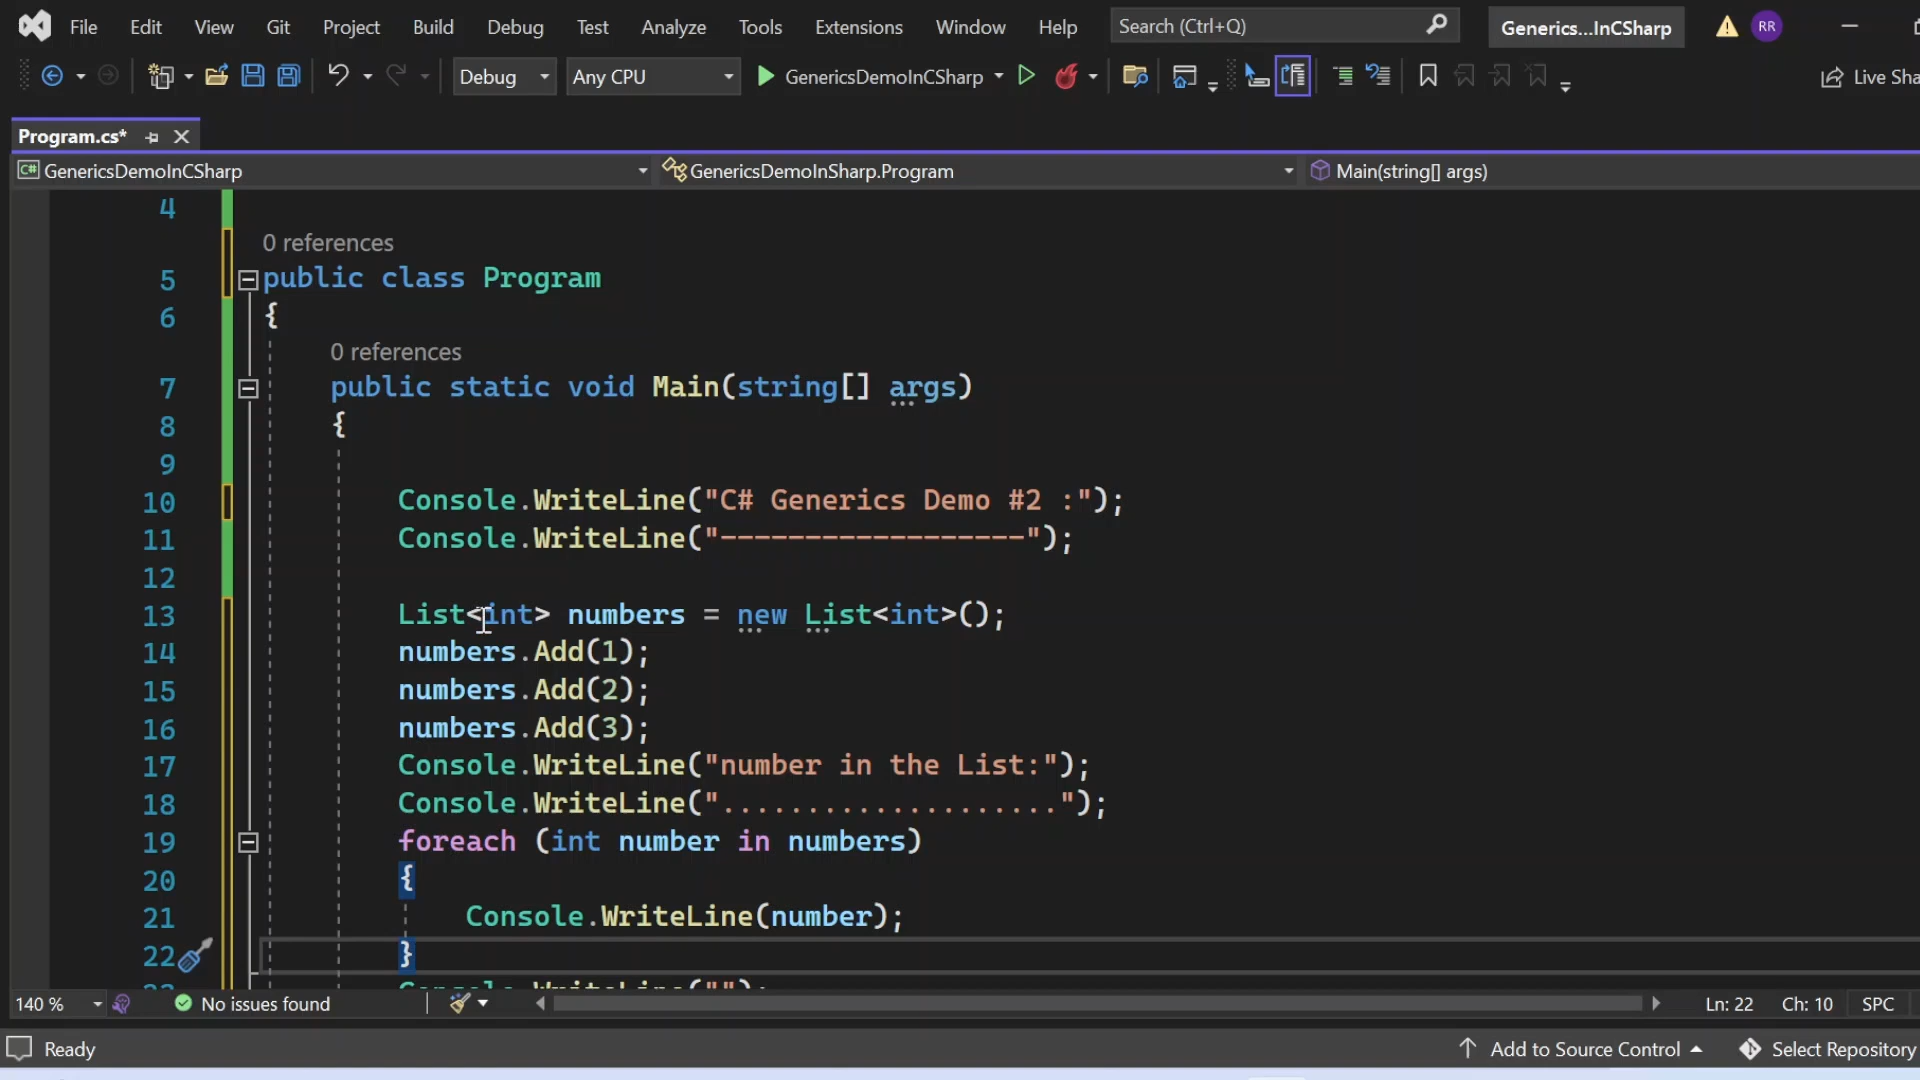 File Edit View Git Project Build Debug Test Analyze Tools Extensions Window Help Search (Ctrl+Q) Generics...InCSharp RR
Debug Any CPU GenericsDemoInCSharp Live Sha
Program.cs*
C# GenericsDemoInCSharp GenericsDemoInSharp.Program Main(string[] args)
4
0 references
5 public class Program
6 {
0 references
7 public static void Main(string[] args)
8 {
9
10 Console.WriteLine("C# Generics Demo #2 :");
11 Console.WriteLine("------------------");
12
13 List<int> numbers = new List<int>();
14 numbers.Add(1);
15 numbers.Add(2);
16 numbers.Add(3);
17 Console.WriteLine("number in the List:");
18 Console.WriteLine("....................");
19 foreach (int number in numbers)
20 {
21 Console.WriteLine(number);
22 }
Console.WriteLine("");
140 % No issues found Ln: 22 Ch: 10 SPC
Ready Add to Source Control Select Repository